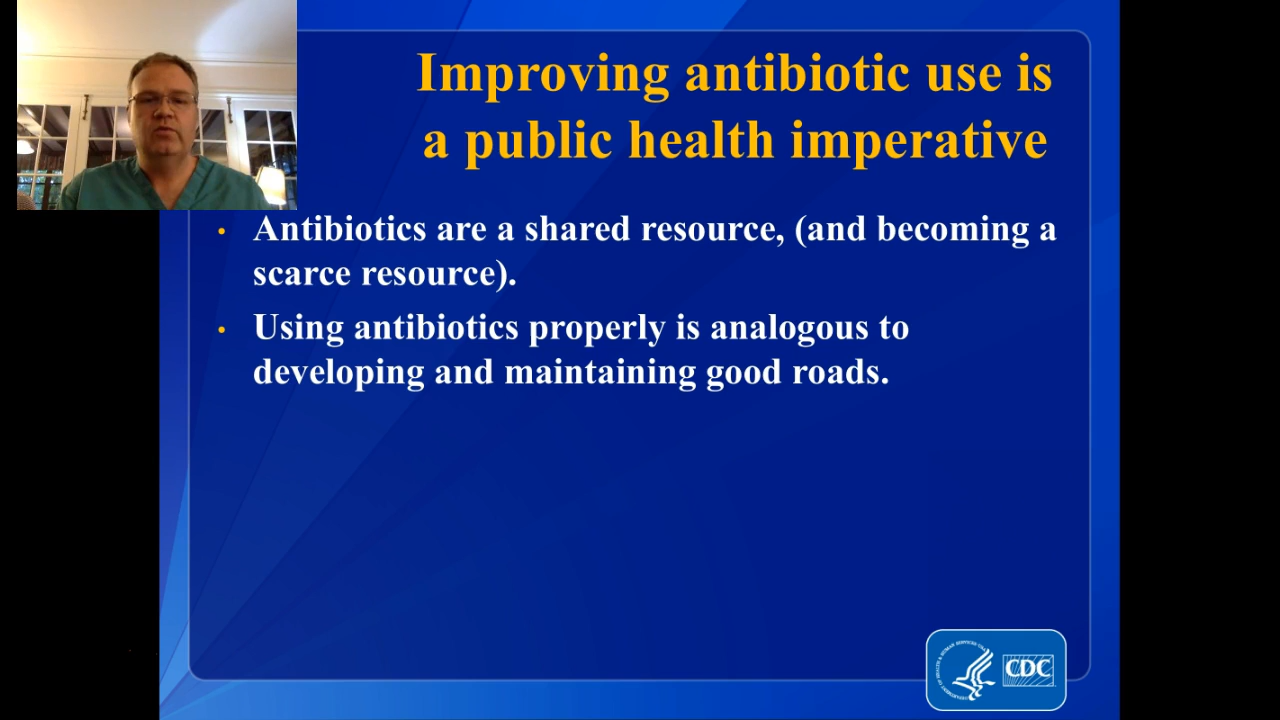 Improving antibiotic use is
a public health imperative
• Antibiotics are a shared resource, (and becoming a
scarce resource).
• Using antibiotics properly is analogous to
developing and maintaining good roads.
CDC